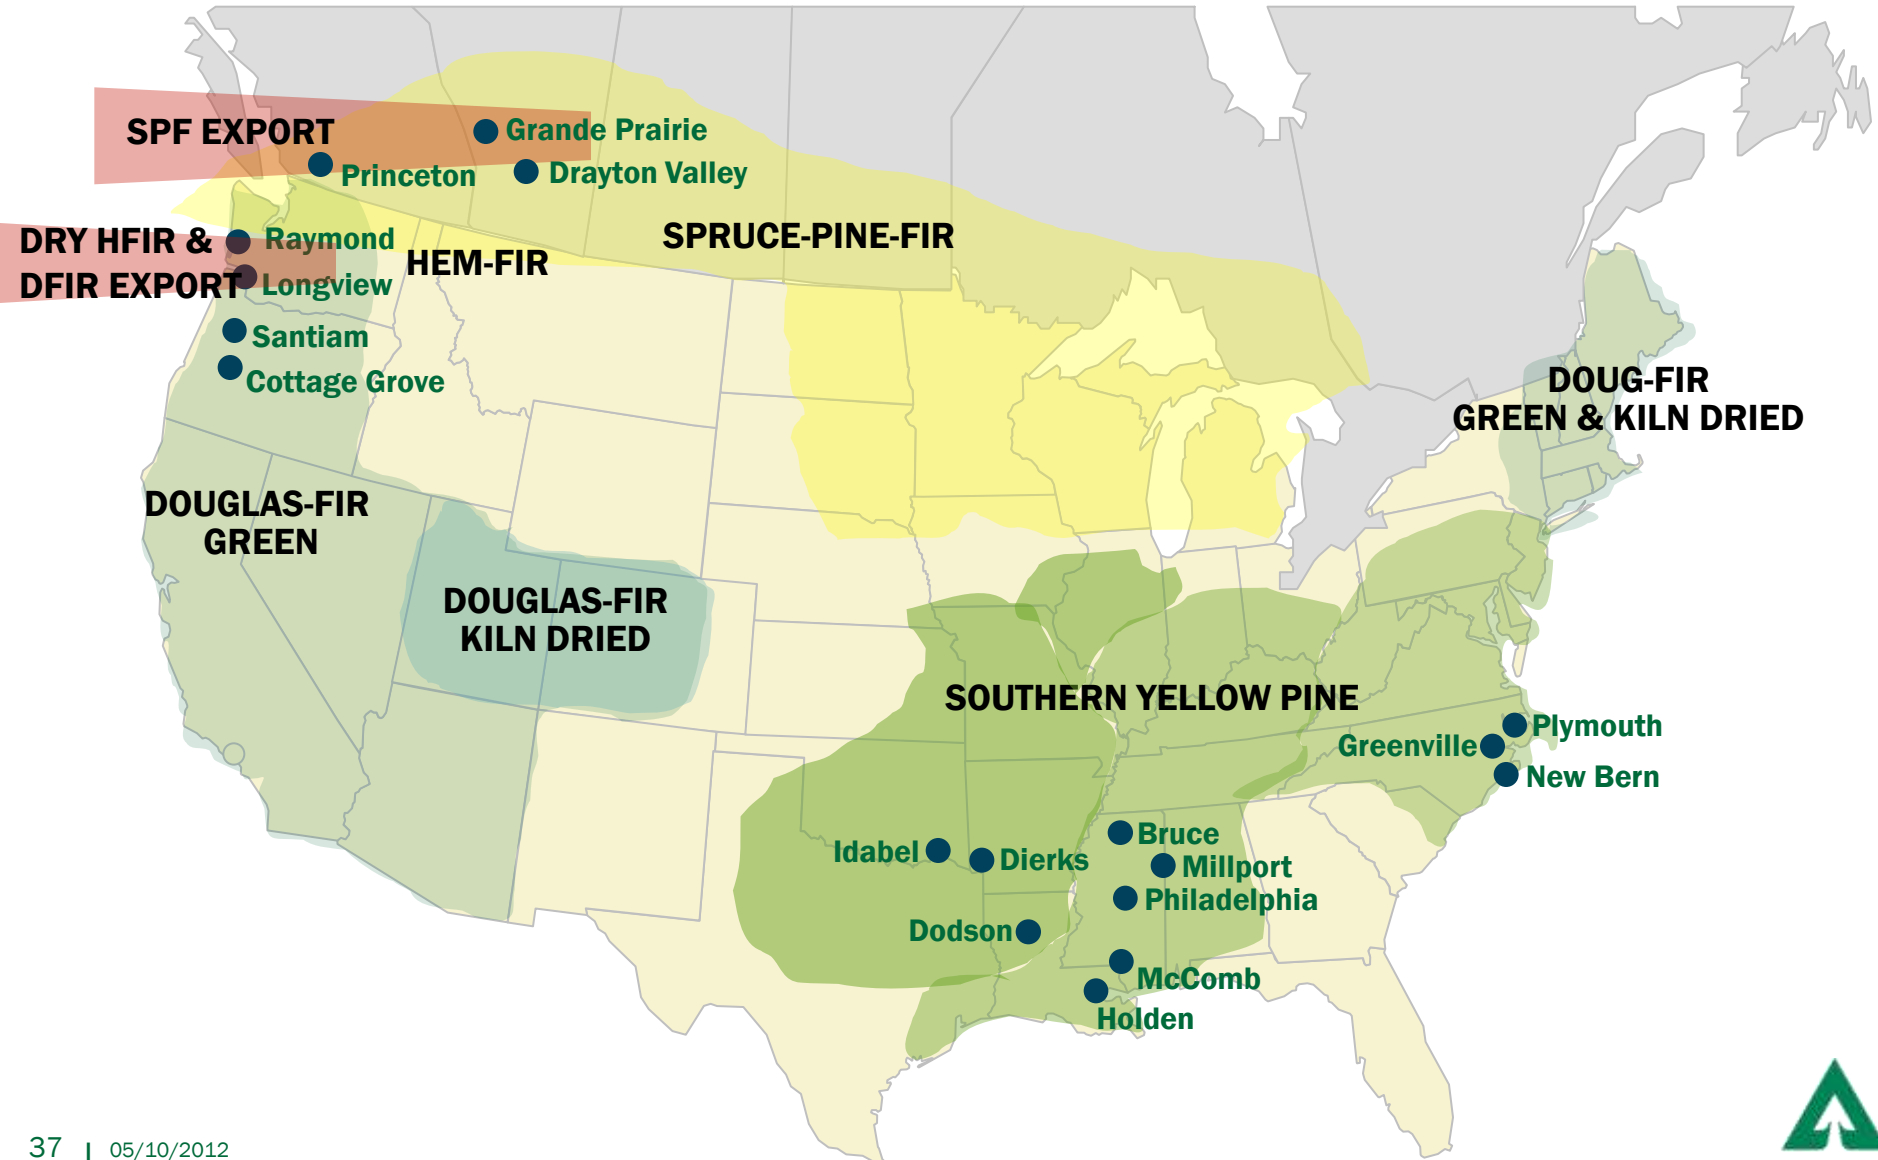 SPF EXPORT
Grande Prairie
Princeton
Drayton Valley
DRY HFIR &
DFIR EXPORT
Raymond
Longview
HEM-FIR
SPRUCE-PINE-FIR
Santiam
Cottage Grove
DOUG-FIR
GREEN & KILN DRIED
DOUGLAS-FIR
GREEN
DOUGLAS-FIR
KILN DRIED
SOUTHERN YELLOW PINE
Plymouth
Greenville
New Bern
Idabel
Dierks
Bruce
Millport
Philadelphia
Dodson
McComb
Holden
37 | 05/10/2012